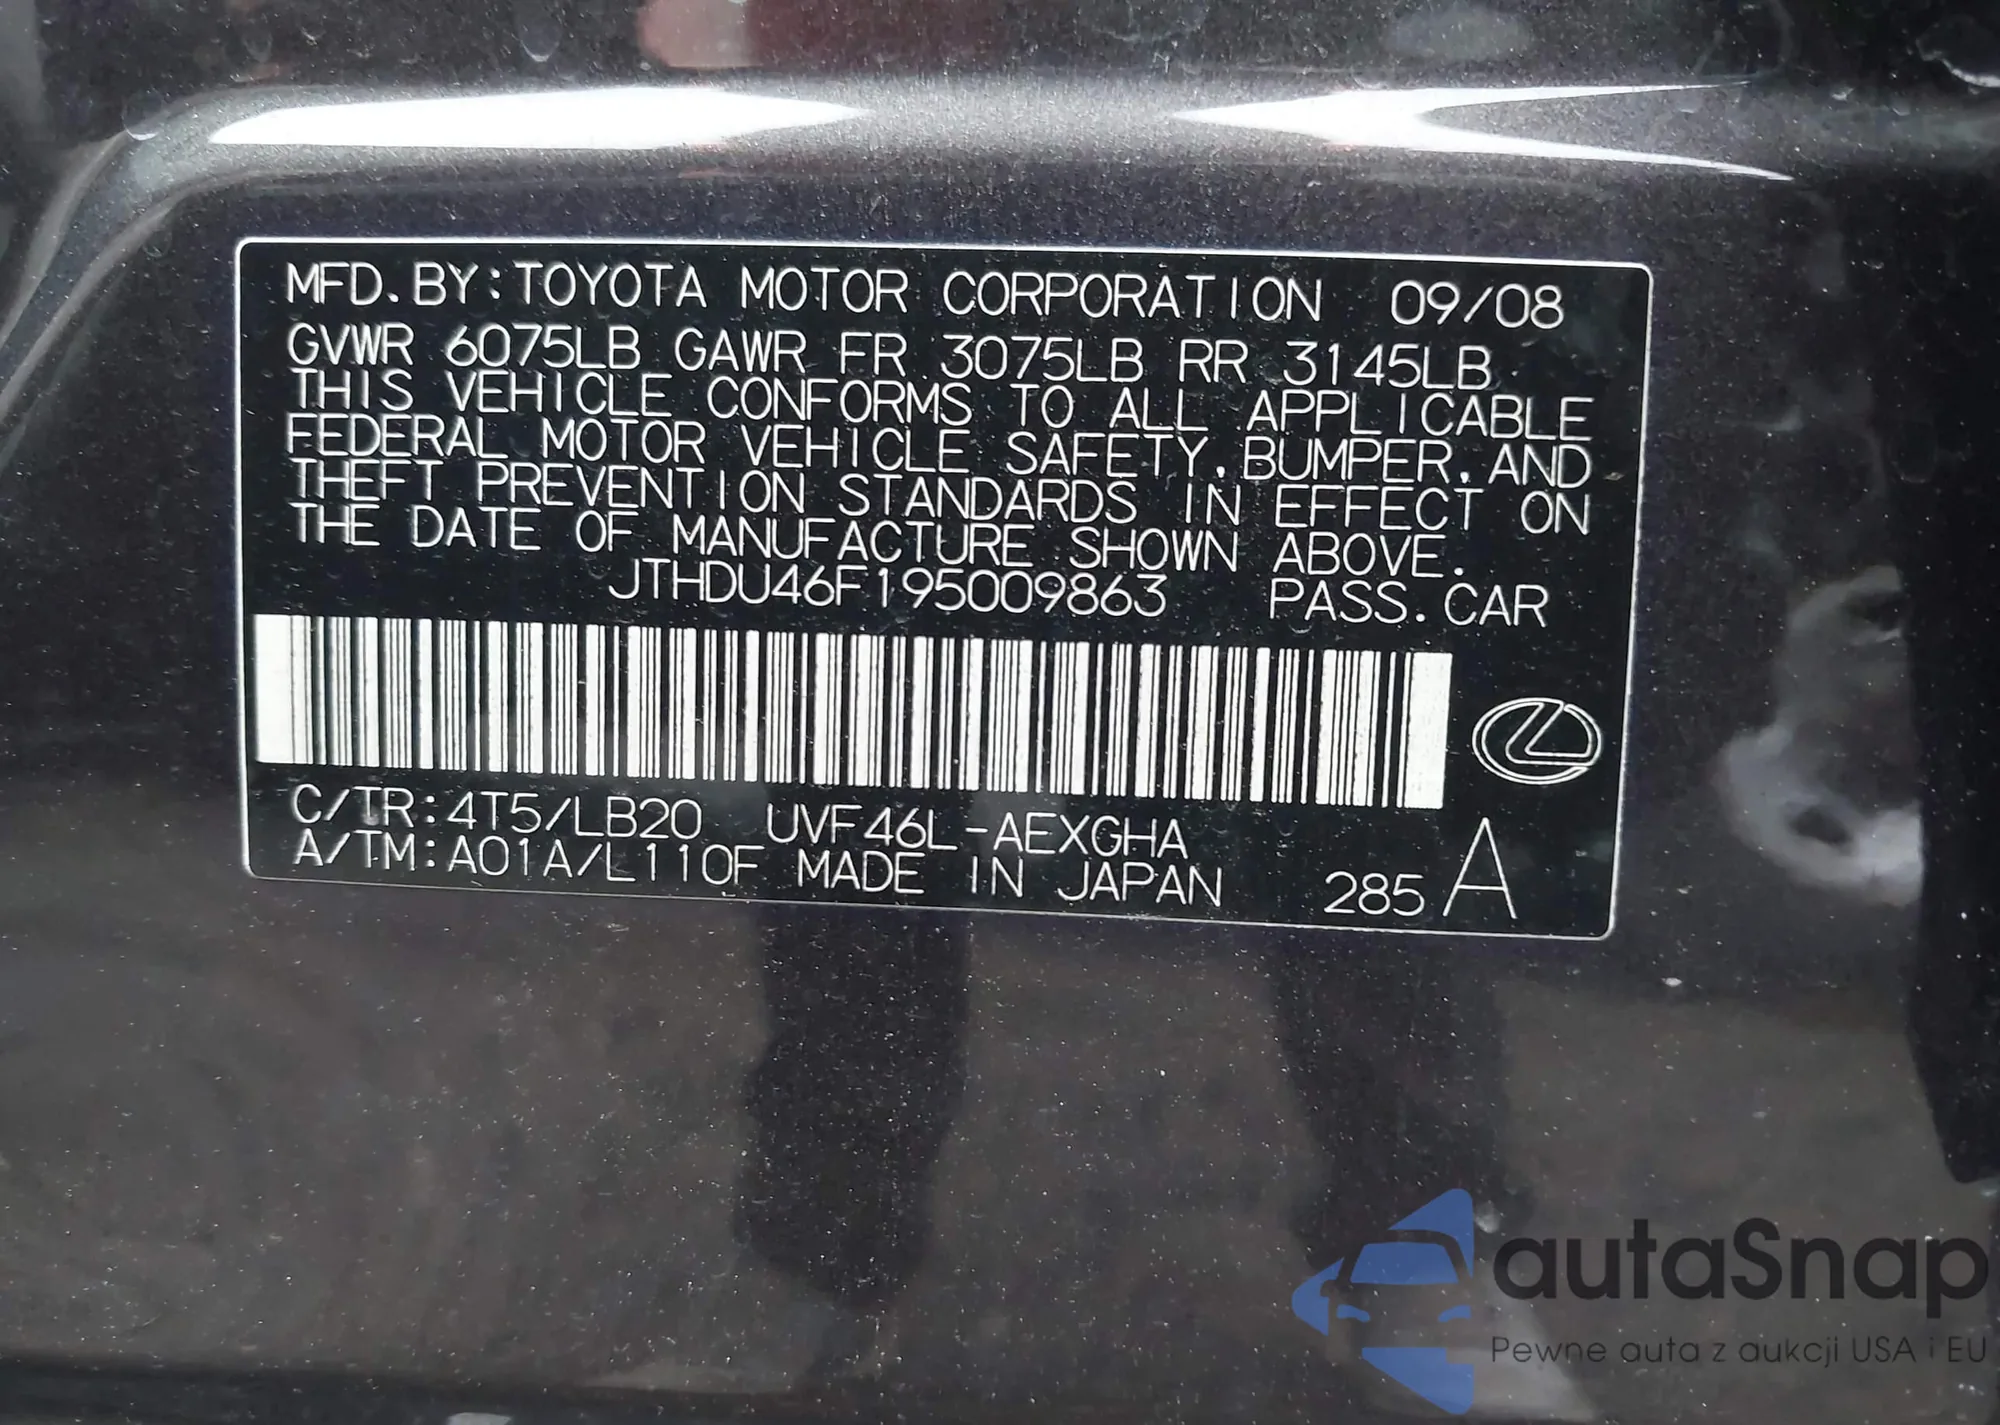 MFD. BY: TOYOTA MOTOR CORPORATION 09/08
GVWR 6075LB GAWR FR 3075LB RR 3145LB
THIS VEHICLE CONFORMS TO ALL APPLICABLE
FEDERAL MOTOR VEHICLE SAFETY, BUMPER, AND
THEFT PREVENTION STANDARDS IN EFFECT ON
THE DATE OF MANUFACTURE SHOWN ABOVE.
JTHDU46F195009863 PASS. CAR
C/TR: 4T5/LB20 UVF46L-AEXGHA
A/TM: A01A/L110F MADE IN JAPAN 285 A
autaSnap
Pewne auta z aukcji USA i EU